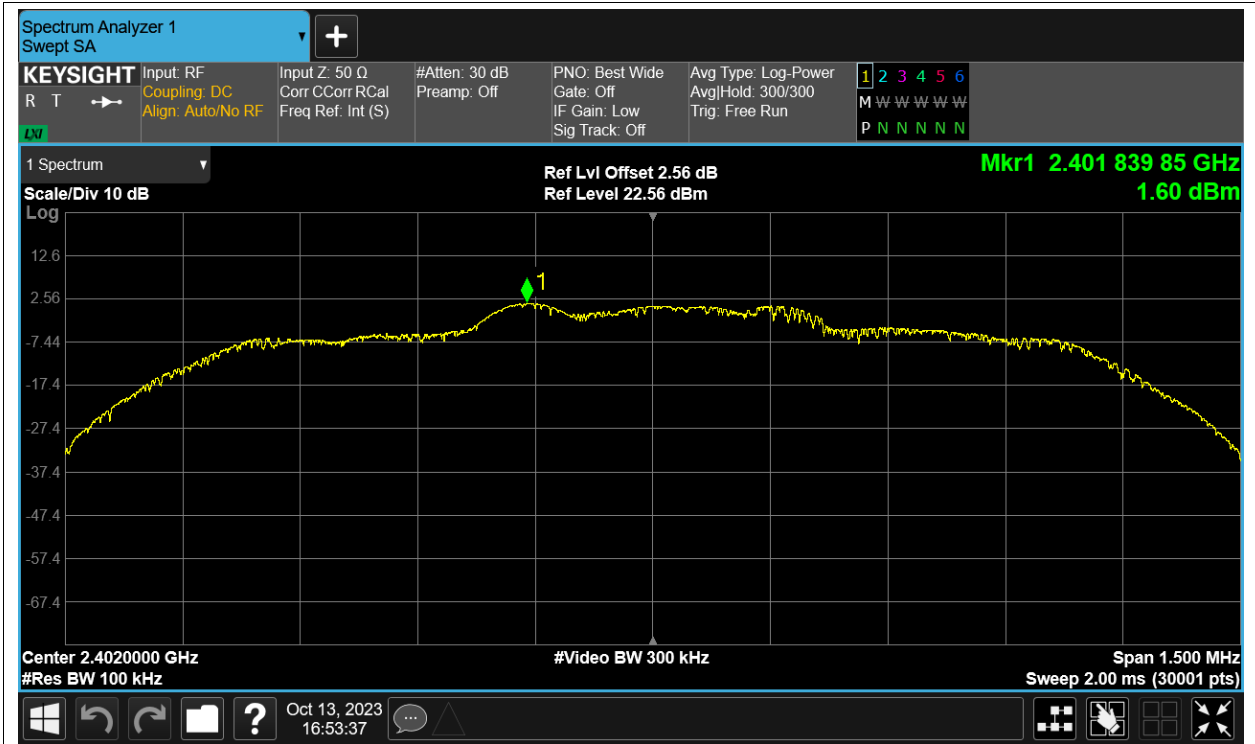 Spectrum Analyzer 1
Swept SA
KEYSIGHT
R T
LXI
Input: RF
Coupling: DC
Align: Auto/No RF
Input Z: 50 Ω
Corr CCorr RCal
Freq Ref: Int (S)
#Atten: 30 dB
Preamp: Off
PNO: Best Wide
Gate: Off
IF Gain: Low
Sig Track: Off
Avg Type: Log-Power
Avg|Hold: 300/300
Trig: Free Run
1 2 3 4 5 6
M W W W W W
P N N N N N
1 Spectrum
Scale/Div 10 dB
Ref Lvl Offset 2.56 dB
Ref Level 22.56 dBm
Mkr1 2.401 839 85 GHz
1.60 dBm
Log
12.6
2.56
-7.44
-17.4
-27.4
-37.4
-47.4
-57.4
-67.4
1
Center 2.4020000 GHz
#Res BW 100 kHz
#Video BW 300 kHz
Span 1.500 MHz
Sweep 2.00 ms (30001 pts)
?
Oct 13, 2023
16:53:37